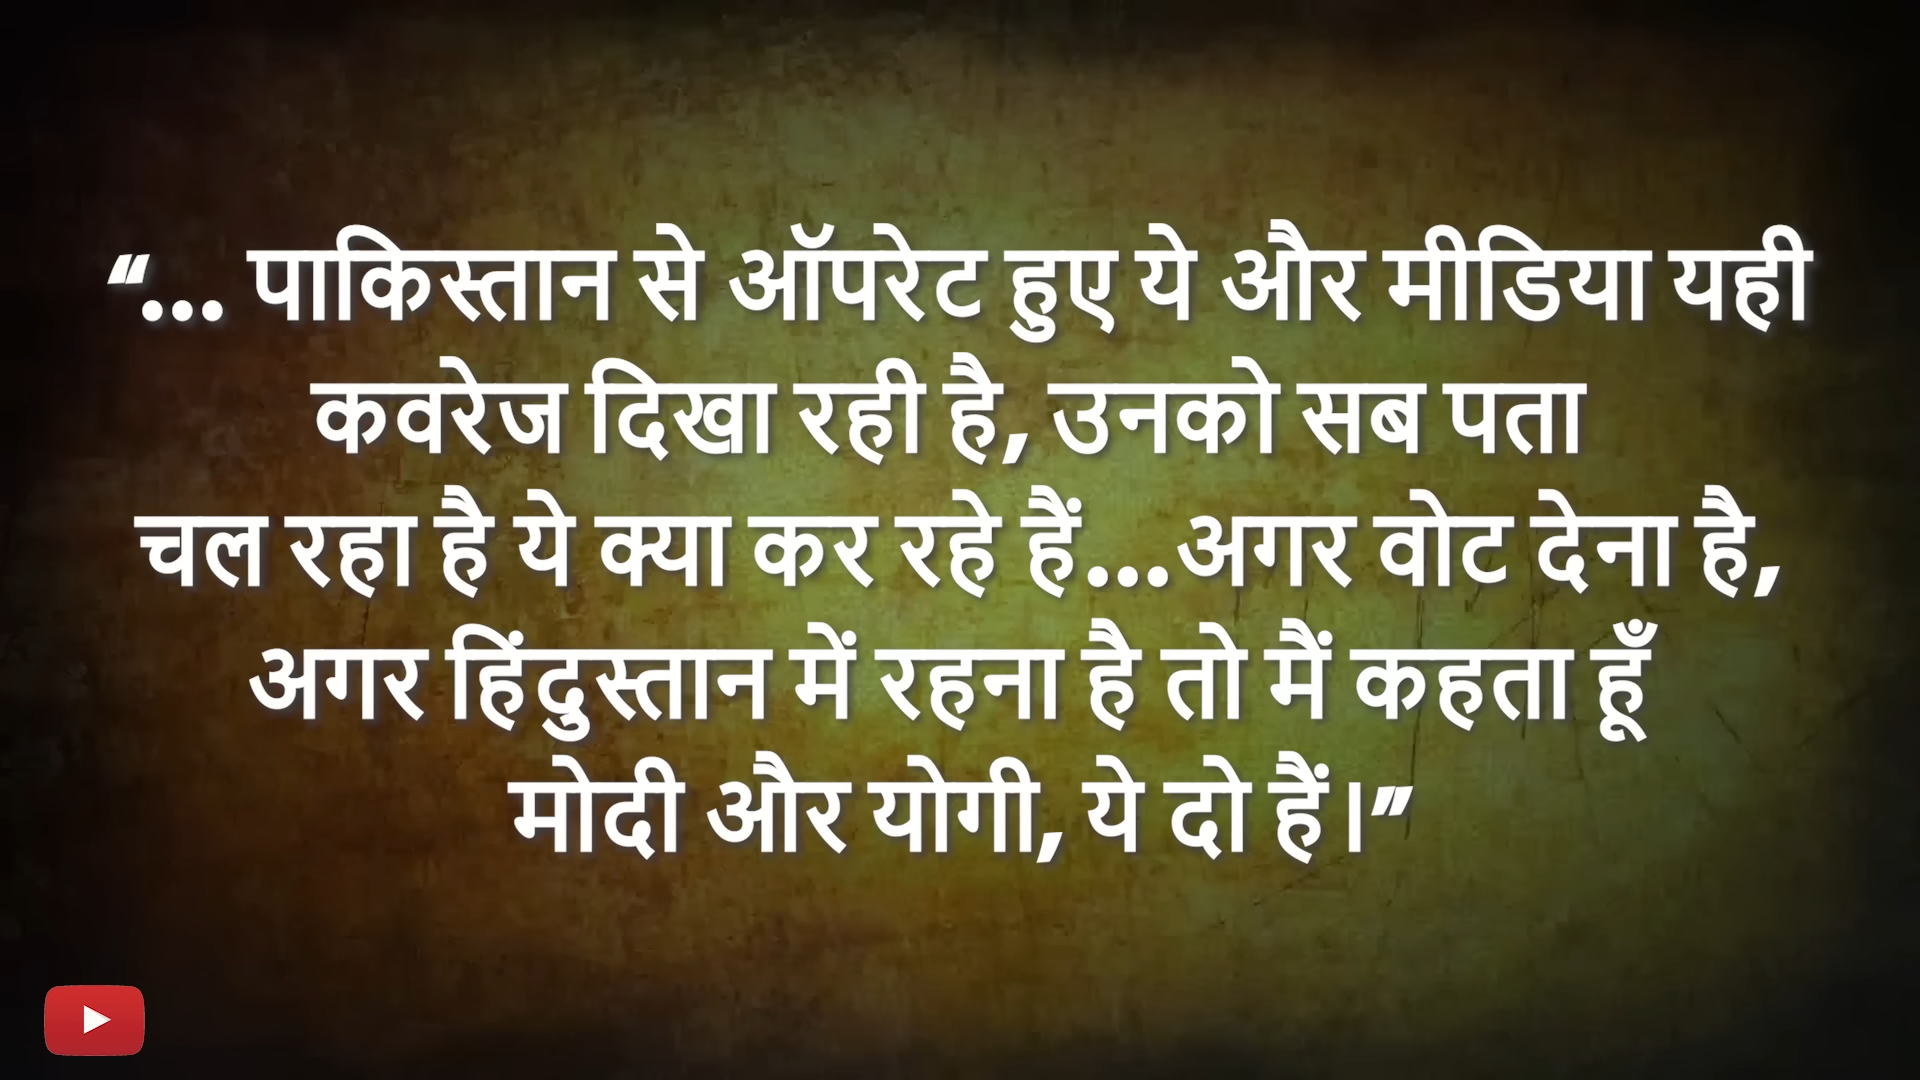 “... पाकिस्तान से ऑपरेट हुए ये और मीडिया यही
कवरेज दिखा रही है, उनको सब पता
चल रहा है ये क्या कर रहे हैं...अगर वोट देना है,
अगर हिंदुस्तान में रहना है तो मैं कहता हूँ
मोदी और योगी, ये दो हैं।”